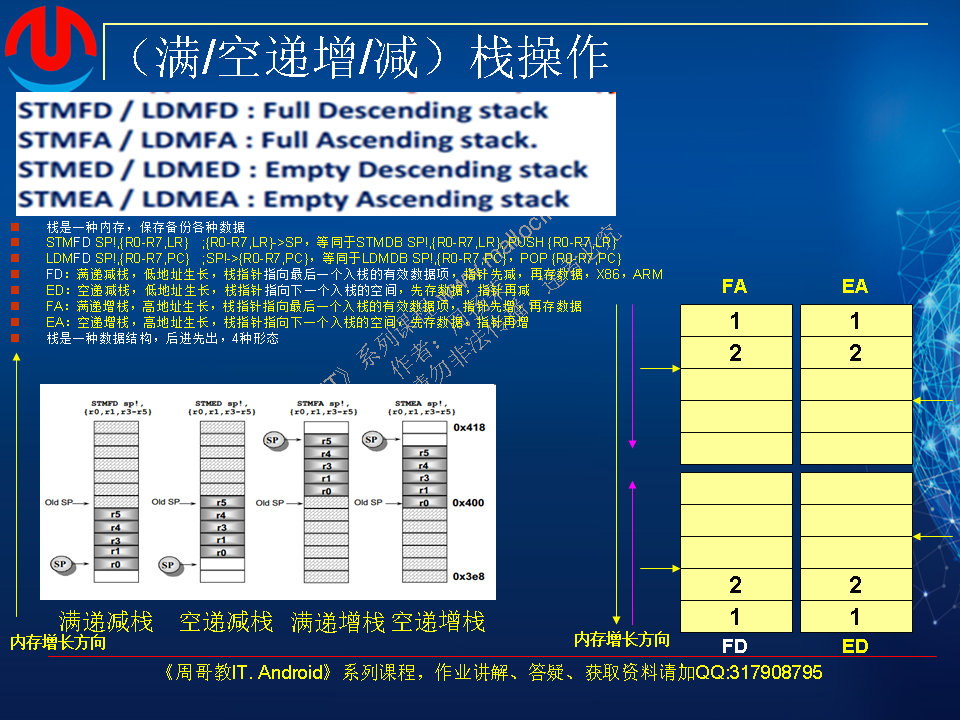 （满/空递增/减）栈操作
STMFD / LDMFD : Full Descending stack
STMFA / LDMFA : Full Ascending stack.
STMED / LDMED : Empty Descending stack
STMEA / LDMEA : Empty Ascending stack
栈是一种内存，保存备份各种数据
STMFD SP!,{R0-R7,LR} ;{R0-R7,LR}->SP，等同于STMDB SP!,{R0-R7,LR}, PUSH {R0-R7,LR}
LDMFD SP!,{R0-R7,PC} ;SP!->{R0-R7,PC}，等同于LDMDB SP!,{R0-R7,PC}，POP {R0-R7,PC}
FD：满递减栈，低地址生长，栈指针指向最后一个入栈的有效数据项，指针先减，再存数据，X86，ARM
ED：空递减栈，低地址生长，栈指针指向下一个入栈的空间，先存数据，指针再减
FA：满递增栈，高地址生长，栈指针指向最后一个入栈的有效数据项，指针先增，再存数据
EA：空递增栈，高地址生长，栈指针指向下一个入栈的空间，先存数据，指针再增
栈是一种数据结构，后进先出，4种形态
STMFD sp!, STMED sp!, STMFA sp!, STMEA sp!,
{r0,r1,r3-r5} {r0,r1,r3-r5} {r0,r1,r3-r5} {r0,r1,r3-r5}
0x418
SP r5 SP
r4 r5
r3 r4
r1 r3
r0 r1
Old SP Old SP r5 Old SP Old SP r0 0x400
r5 r4
r4 r3
r3 r1
r1 r0
SP r0 SP
0x3e8
满递减栈 空递减栈 满递增栈 空递增栈
内存增长方向
FA EA
1 1
2 2
2 2
1 1
内存增长方向
FD ED
《周哥教IT. Android》系列课程，作业讲解、答疑、获取资料请加QQ:317908795